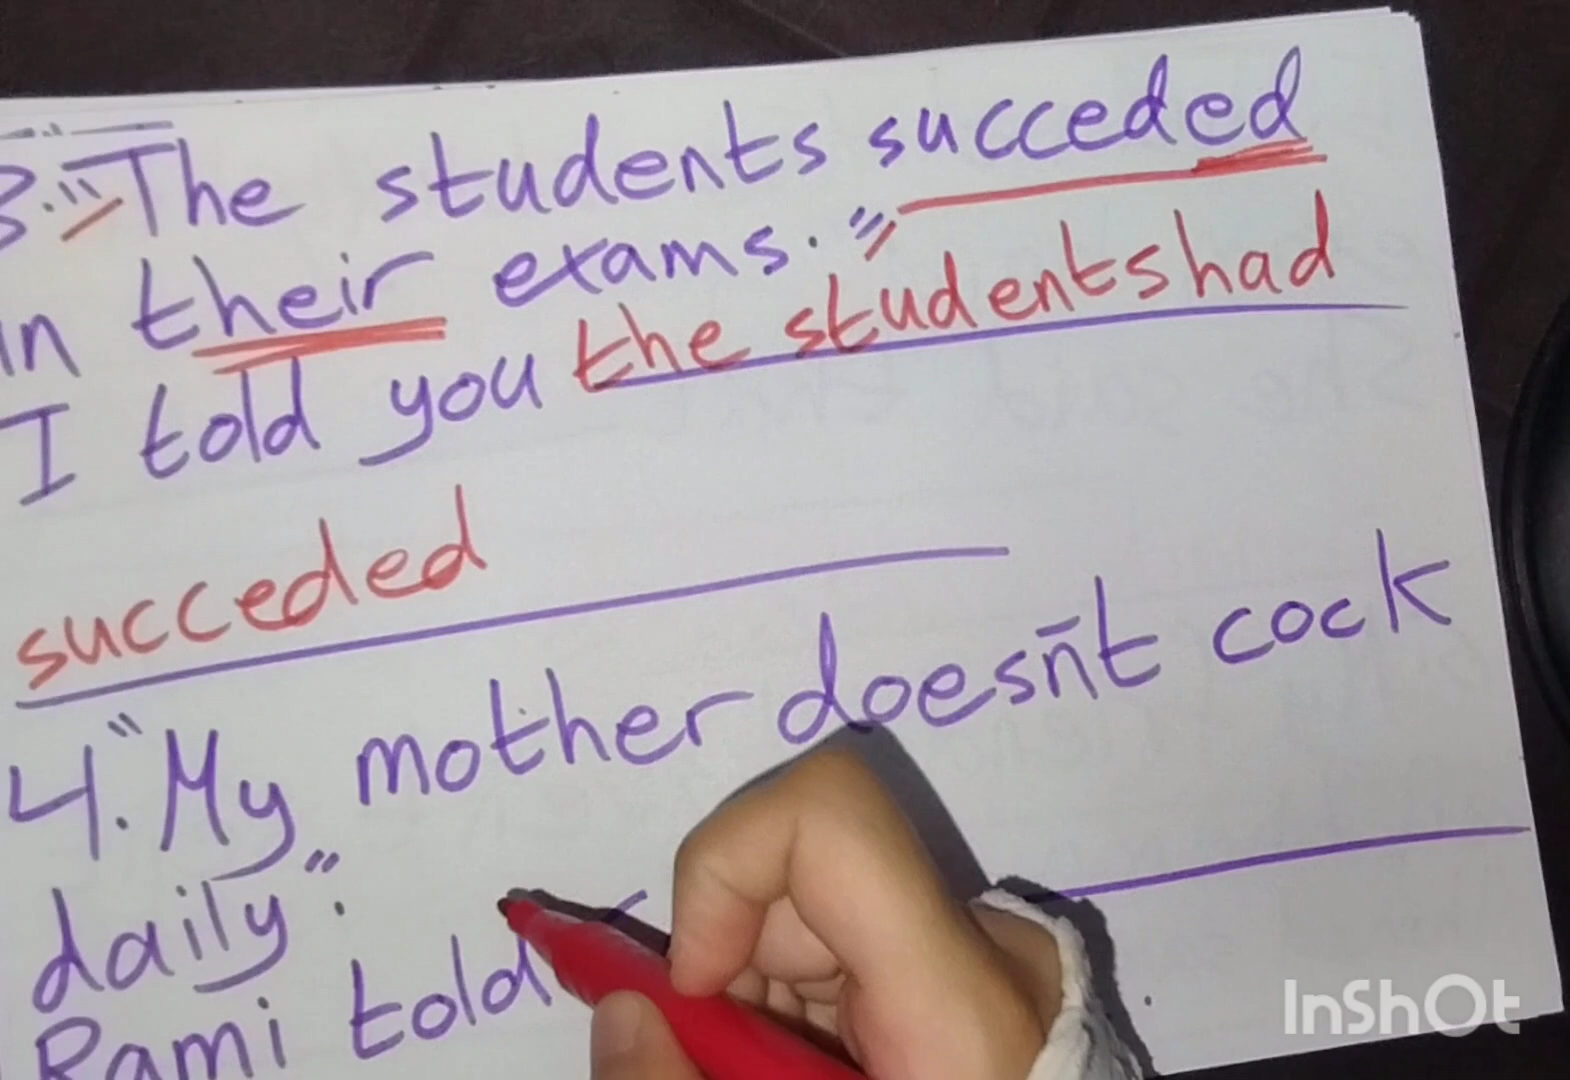 3. "The students succeded
in their exams."
I told you the students had
succeded
4. "My mother doesn't cock
daily".
Rami told
InShOt